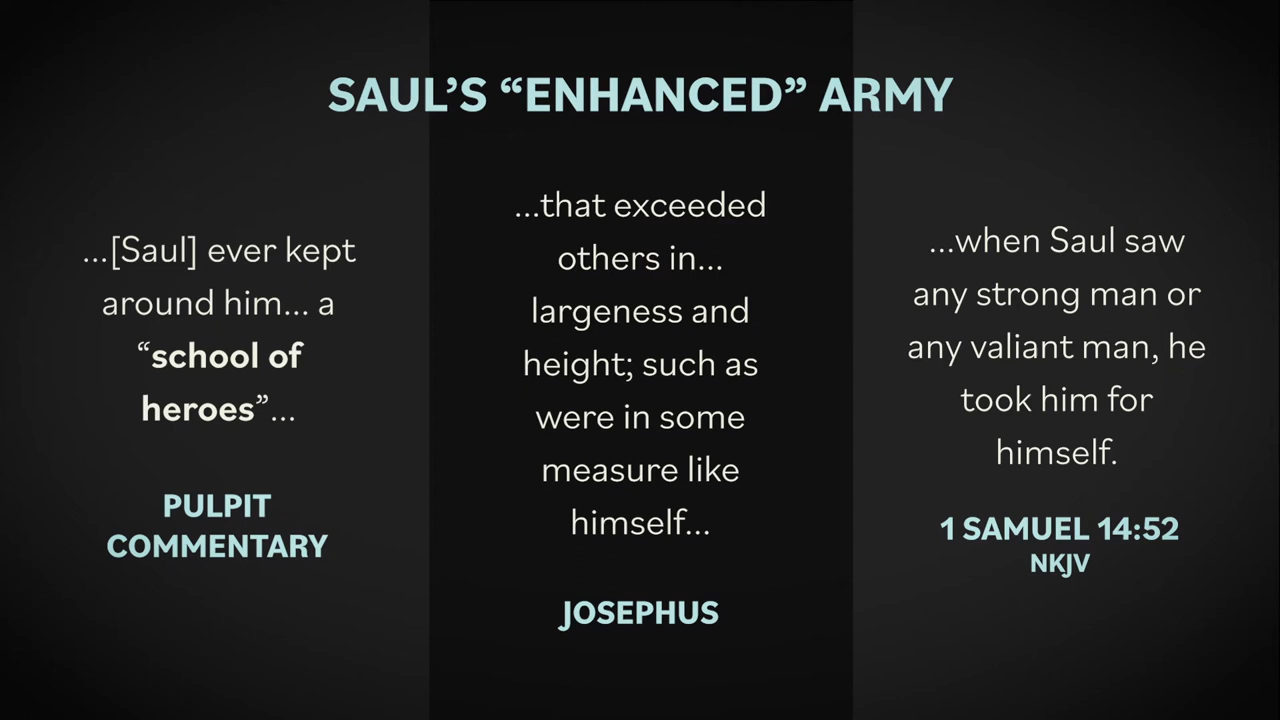 SAUL’S “ENHANCED” ARMY
...[Saul] ever kept
around him... a
“school of
heroes”...
PULPIT
COMMENTARY
...that exceeded
others in...
largeness and
height; such as
were in some
measure like
himself...
JOSEPHUS
...when Saul saw
any strong man or
any valiant man, he
took him for
himself.
1 SAMUEL 14:52
NKJV